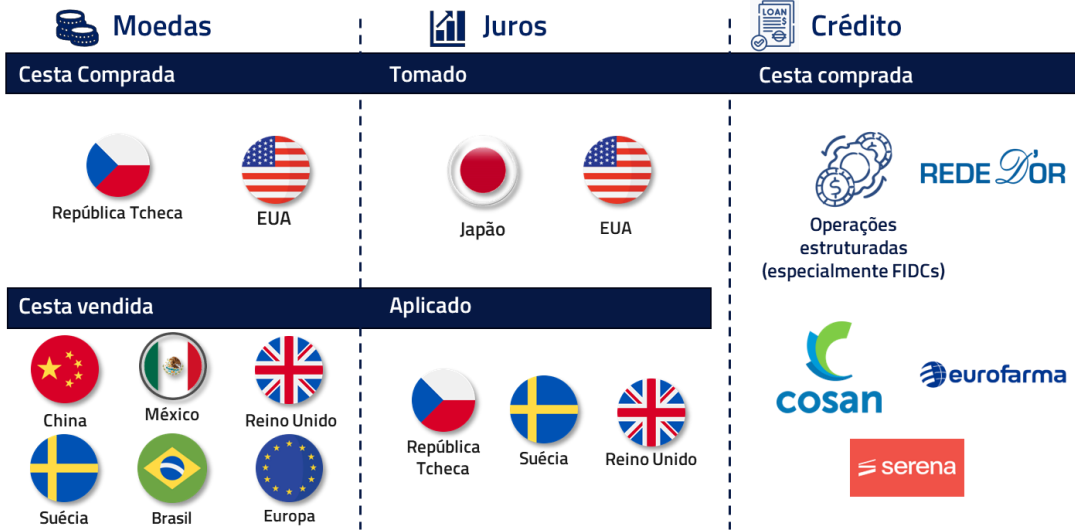 Moedas
Juros
LOAN
Crédito
Cesta Comprada
Tomado
Cesta comprada
República Tcheca
EUA
Japão
EUA
Operações
estruturadas
(especialmente FIDCs)
REDE D'OR
Cesta vendida
Aplicado
China
México
Reino Unido
Suécia
Brasil
Europa
República
Tcheca
Suécia
Reino Unido
cosan
eurofarma
serena